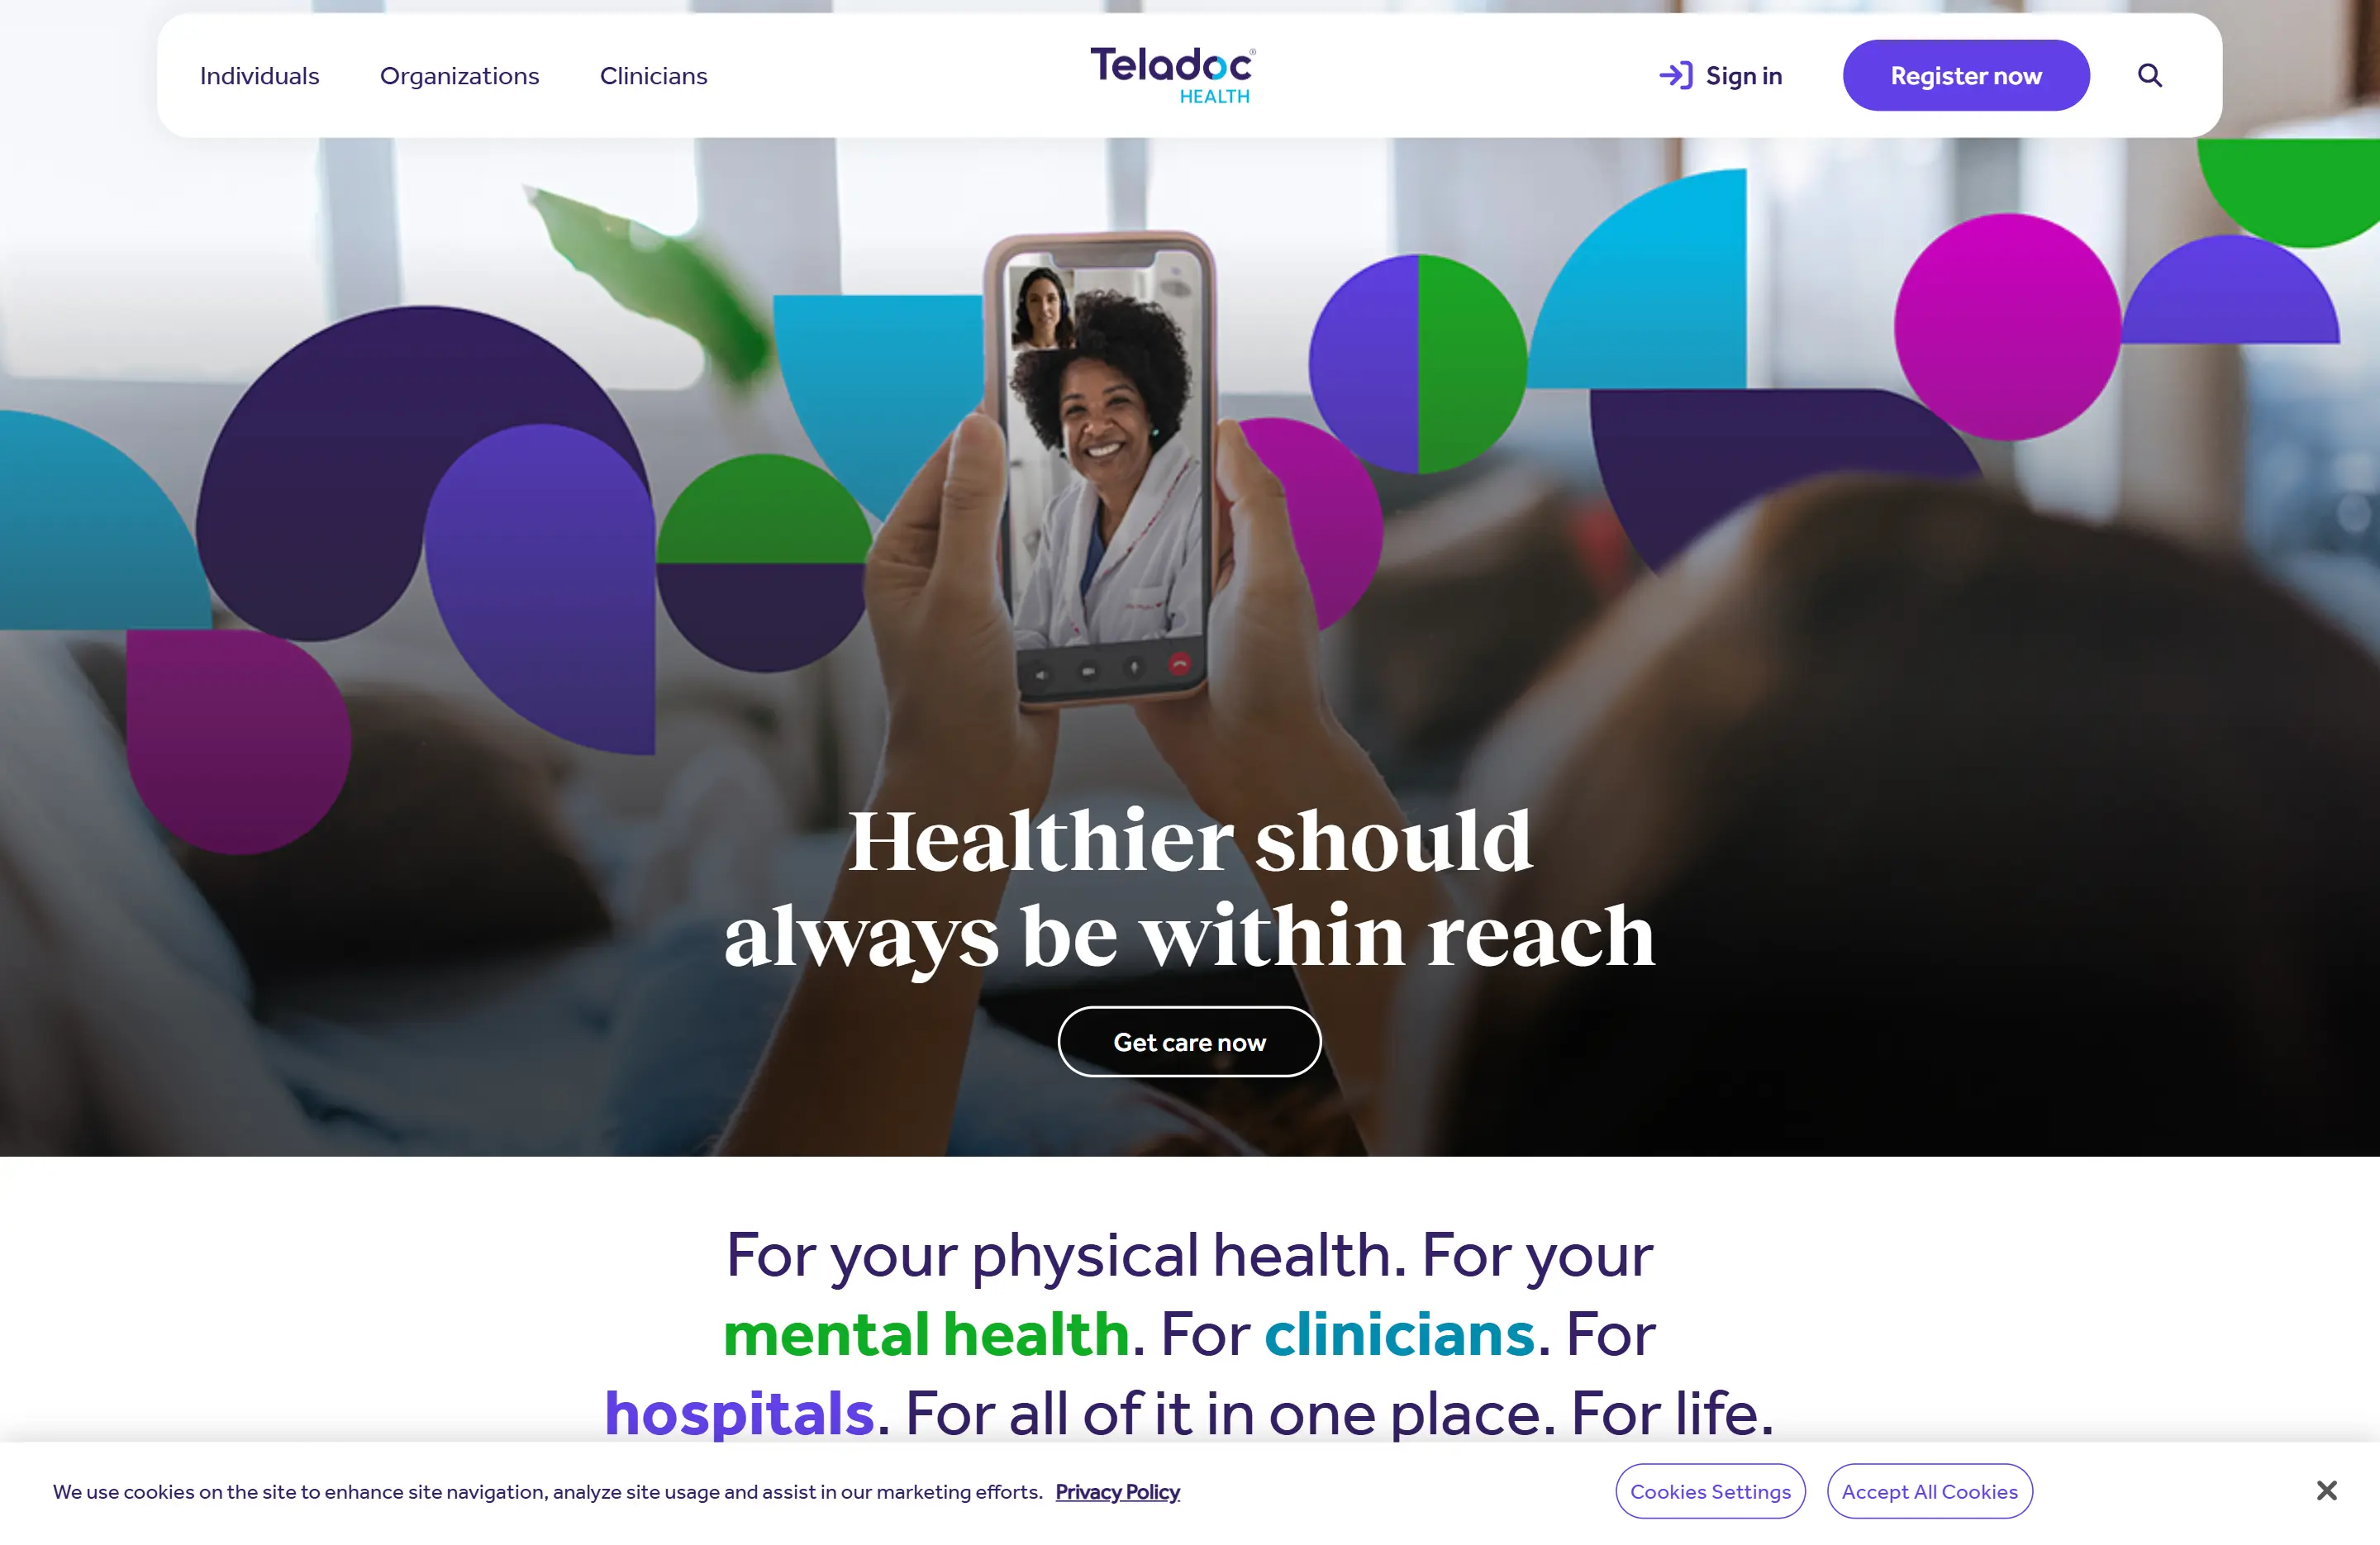 Individuals
Organizations
Clinicians
Teladoc®
HEALTH
Sign in
Register now
Healthier should
always be within reach
Get care now
For your physical health. For your
mental health. For clinicians. For
hospitals. For all of it in one place. For life.
We use cookies on the site to enhance site navigation, analyze site usage and assist in our marketing efforts. Privacy Policy
Cookies Settings
Accept All Cookies